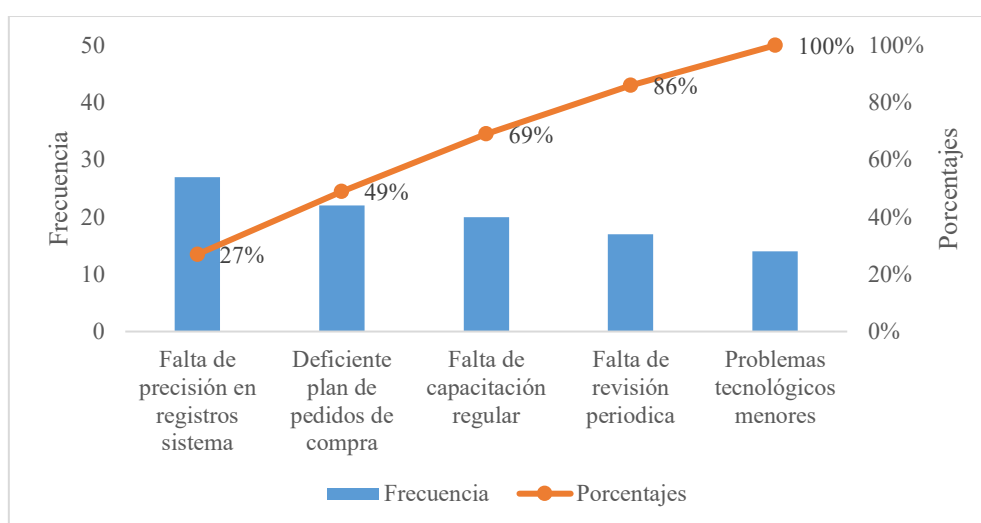 50
40
30
20
10
0
Frecuencia
27%
49%
69%
86%
100%
100%
80%
60%
40%
20%
0%
Porcentajes
Falta de
precisión en
registros
sistema
Deficiente
plan de
pedidos de
compra
Falta de
capacitación
regular
Falta de
revisión
periodica
Problemas
tecnológicos
menores
Frecuencia
Porcentajes